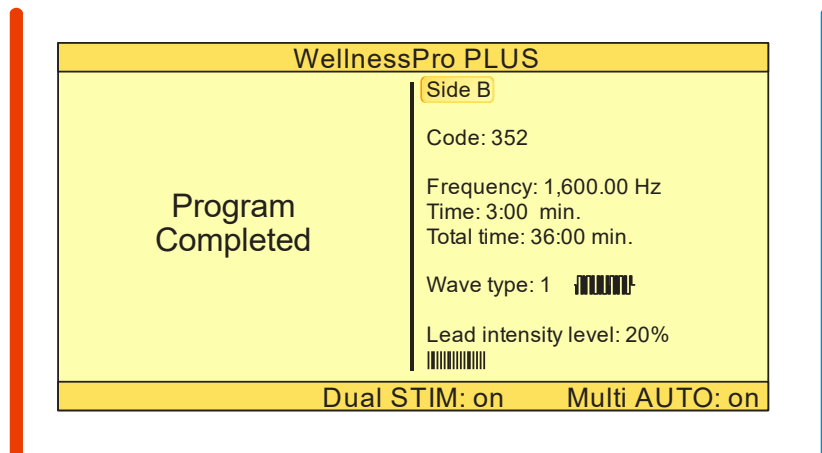 WellnessPro PLUS
Program
Completed
Side B
Code: 352
Frequency: 1,600.00 Hz
Time: 3:00 min.
Total time: 36:00 min.
Wave type: 1
Lead intensity level: 20%
Dual STIM: on Multi AUTO: on